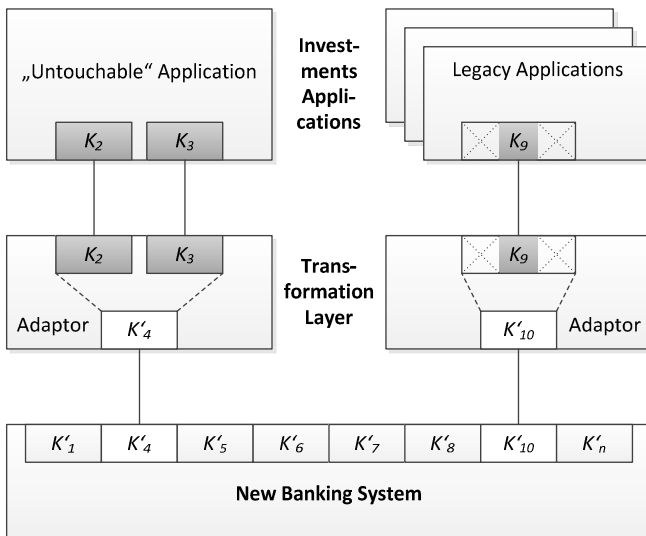 „Untouchable“ Application
K2
K3
Invest-
ments
Appli-
cations
Legacy Applications
K9
K2
K3
Adaptor
K‘4
Trans-
formation
Layer
K9
K‘10
Adaptor
K‘1 K‘4 K‘5 K‘6 K‘7 K‘8 K‘10 K‘n
New Banking System